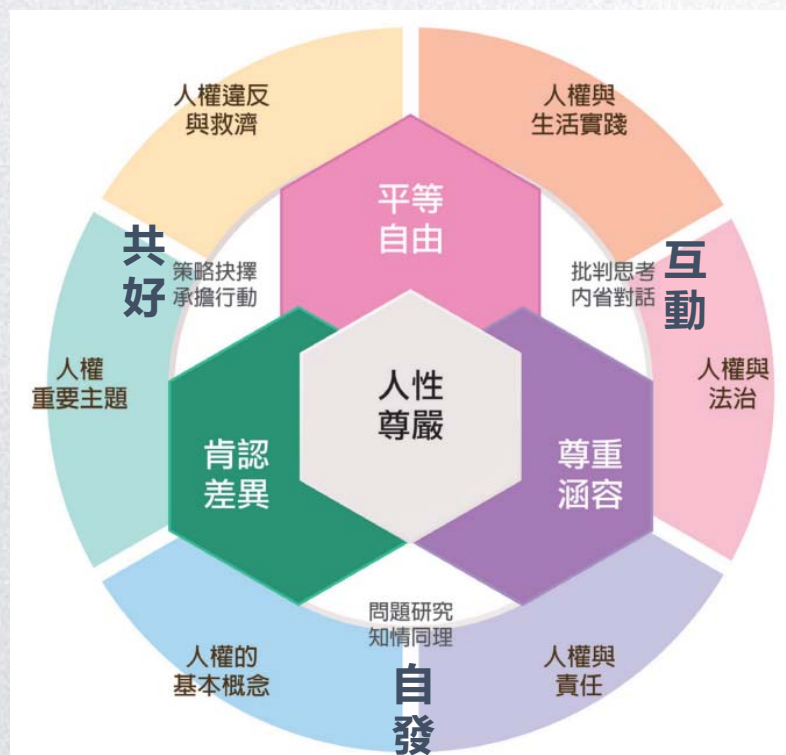 人權違反
與救濟
人權與
生活實踐
平等
自由
共好
策略抉擇
承擔行動
批判思考
內省對話
互動
人權
重要主題
人性
尊嚴
人權與
法治
肯認
差異
尊重
涵容
問題研究
知情同理
人權的
基本概念
自發
人權與
責任